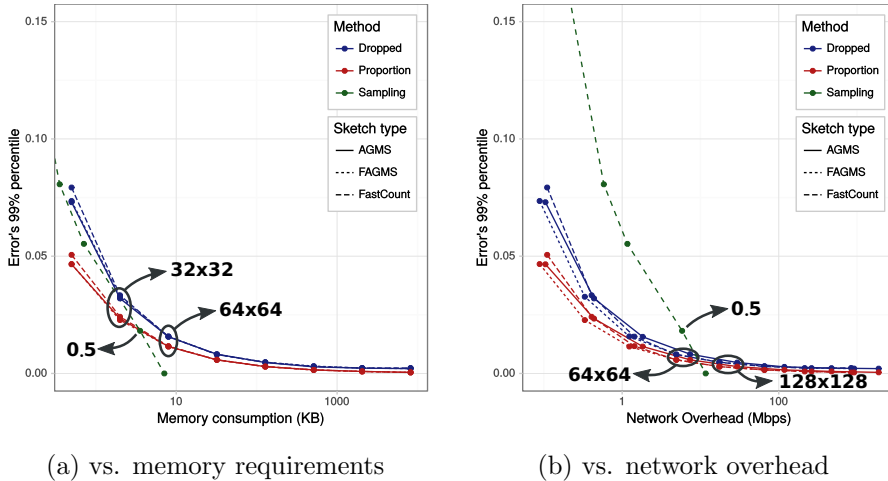 0.15
0.10
0.05
0.00
Error's 99% percentile
10
1000
Memory consumption (KB)
Method
Dropped
Proportion
Sampling
Sketch type
AGMS
FAGMS
FastCount
32x32
64x64
0.5
(a) vs. memory requirements
0.15
0.10
0.05
0.00
Error's 99% percentile
1
100
Network Overhead (Mbps)
Method
Dropped
Proportion
Sampling
Sketch type
AGMS
FAGMS
FastCount
0.5
64x64
128x128
(b) vs. network overhead